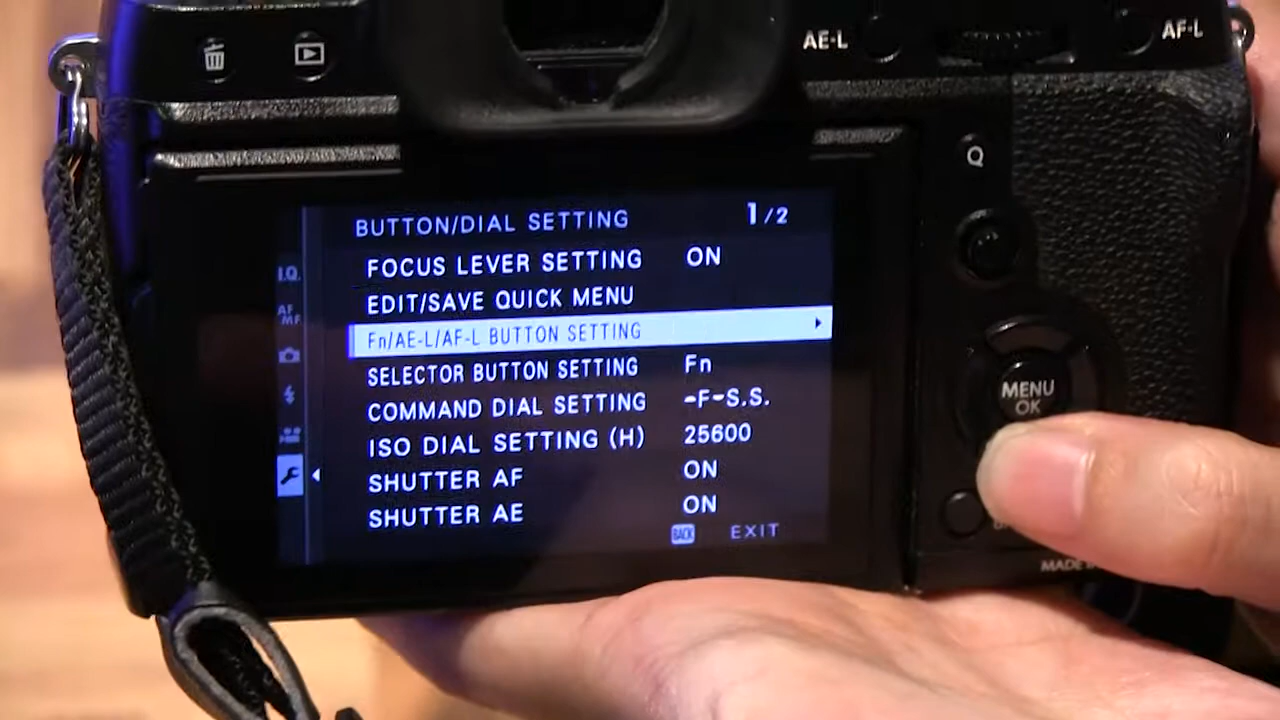 AE-L
AF-L
Q
BUTTON/DIAL SETTING 1/2
I.Q.
FOCUS LEVER SETTING ON
EDIT/SAVE QUICK MENU
AF
MF
Fn/AE-L/AF-L BUTTON SETTING
SELECTOR BUTTON SETTING Fn
COMMAND DIAL SETTING -F-S.S.
ISO DIAL SETTING (H) 25600
SHUTTER AF ON
SHUTTER AE ON
BACK EXIT
MENU
OK
MADE